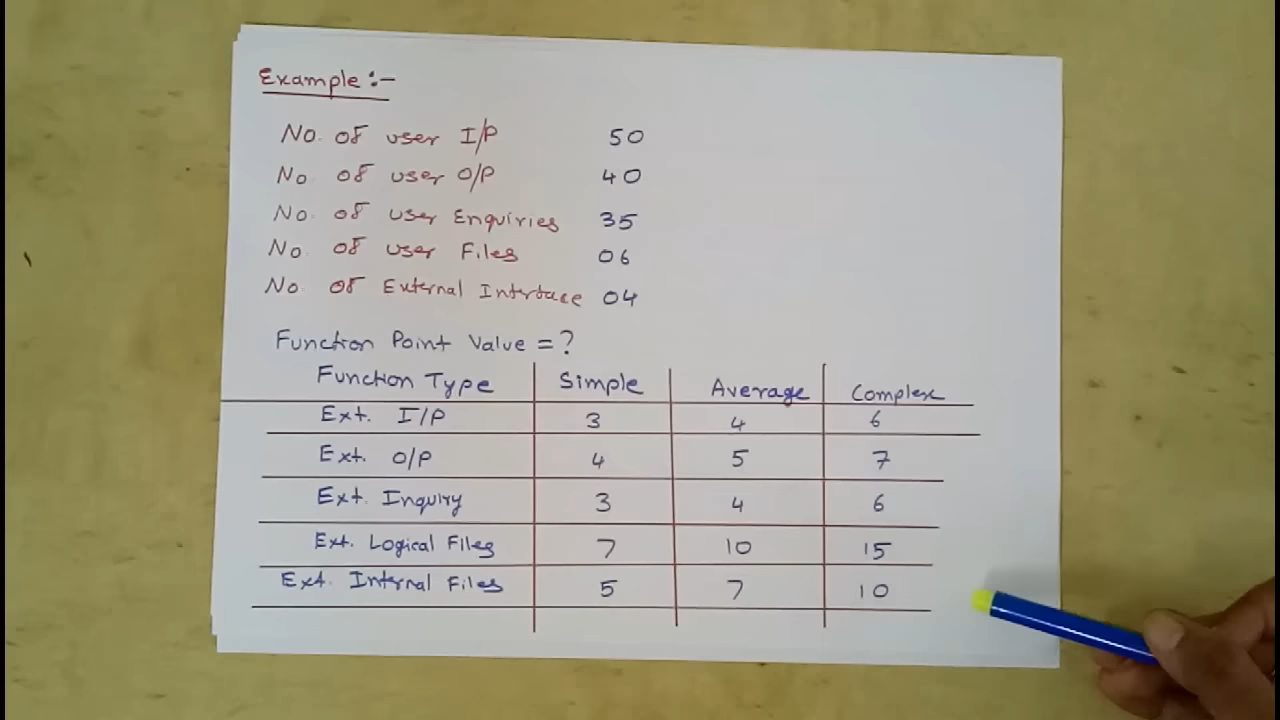 Example :-
No. of user I/P 50
No. of user O/P 40
No. of user Enquiries 35
No. of user Files 06
No. of External Interface 04
Function Point Value = ?
Function Type Simple Average Complex
Ext. I/P 3 4 6
Ext. O/P 4 5 7
Ext. Inquiry 3 4 6
Ext. Logical Files 7 10 15
Ext. Internal Files 5 7 10